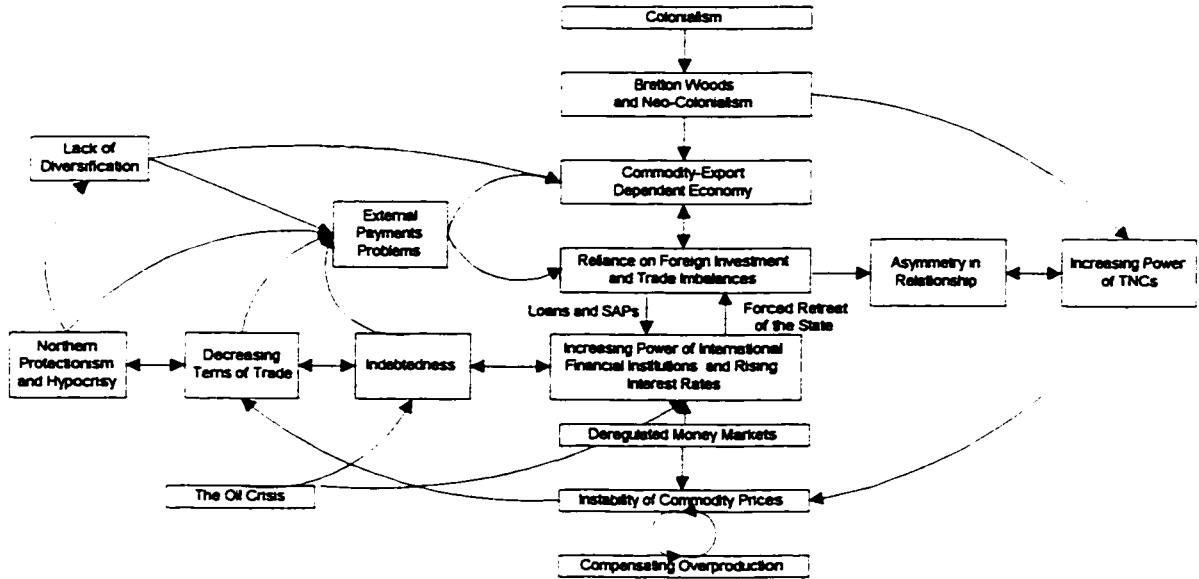 Colonialism
Bretton Woods
and Neo-Colonialism
Lack of
Diversification
Commodity-Export
Dependent Economy
External
Payments
Problems
Reliance on Foreign Investment
and Trade Imbalances
Asymmetry in
Relationship
Increasing Power
of TNCs
Loans and SAPs
Forced Retreat
of the State
Northern
Protectionism
and Hypocrisy
Decreasing
Terms of Trade
Indebtedness
Increasing Power of International
Financial Institutions and Rising
Interest Rates
Deregulated Money Markets
The Oil Crisis
Instability of Commodity Prices
Compensating Overproduction